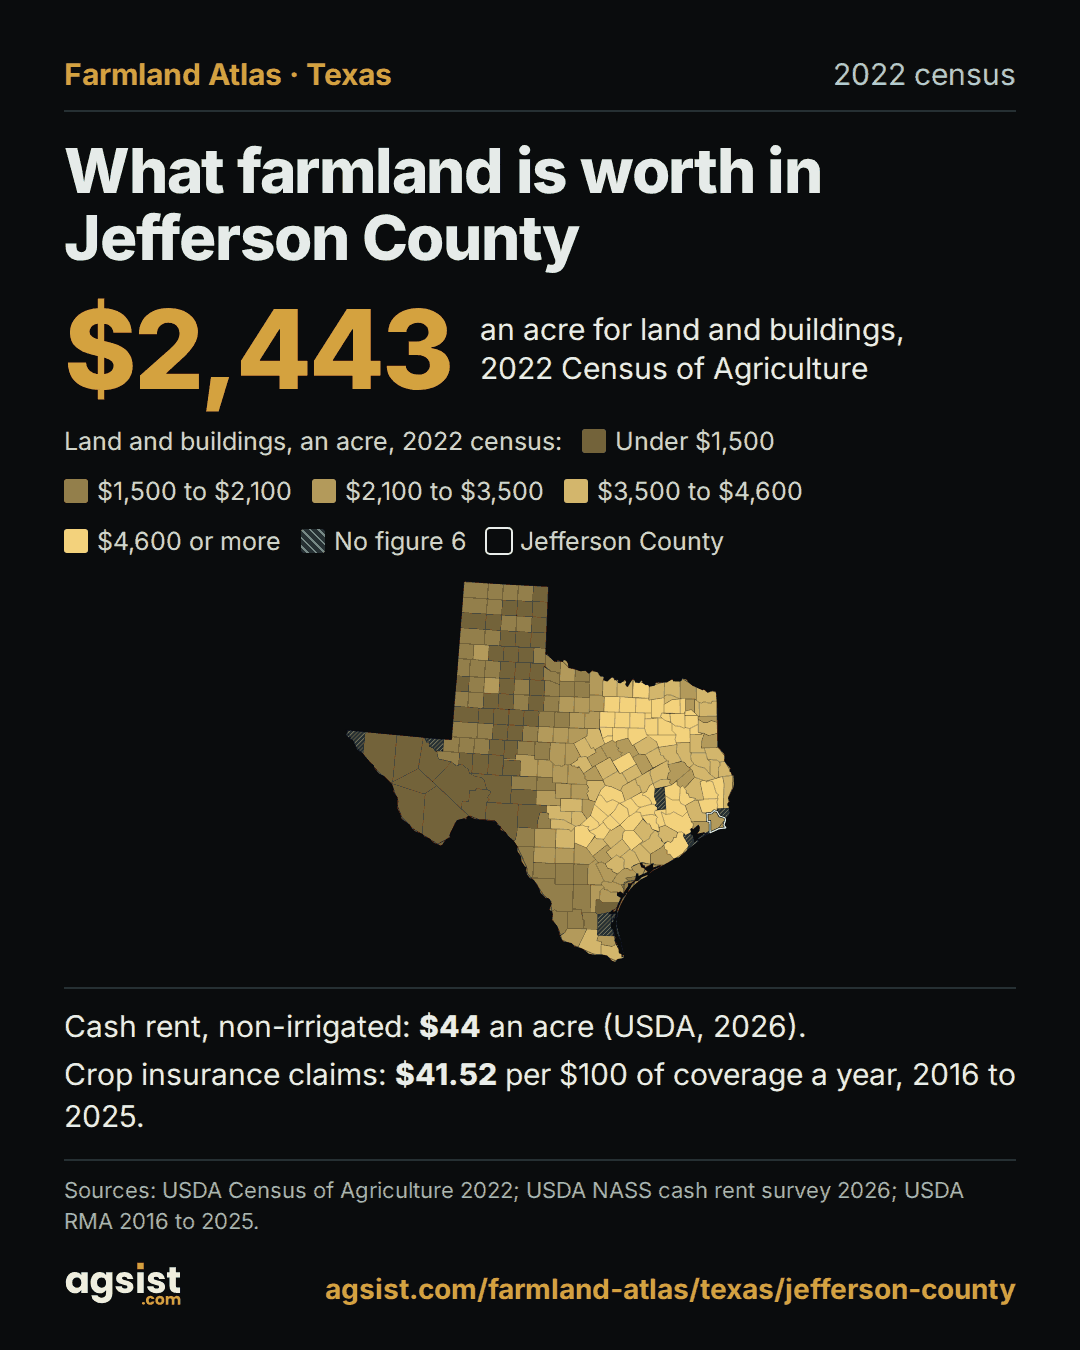 Farmland Atlas · Texas
2022 census
What farmland is worth in
Jefferson County
$2,443
an acre for land and buildings,
2022 Census of Agriculture
Land and buildings, an acre, 2022 census: Under $1,500
$1,500 to $2,100 $2,100 to $3,500 $3,500 to $4,600
$4,600 or more No figure 6 Jefferson County
Cash rent, non-irrigated: $44 an acre (USDA, 2026).
Crop insurance claims: $41.52 per $100 of coverage a year, 2016 to
2025.
Sources: USDA Census of Agriculture 2022; USDA NASS cash rent survey 2026; USDA
RMA 2016 to 2025.
agsist
.com
agsist.com/farmland-atlas/texas/jefferson-county